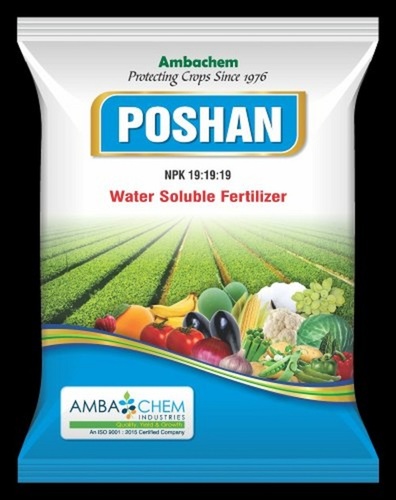 Ambachem
Protecting Crops Since 1976
POSHAN
NPK 19:19:19
Water Soluble Fertilizer
AMBA CHEM
INDUSTRIES
Quality, Yield & Growth
An ISO 9001 : 2015 Certified Company